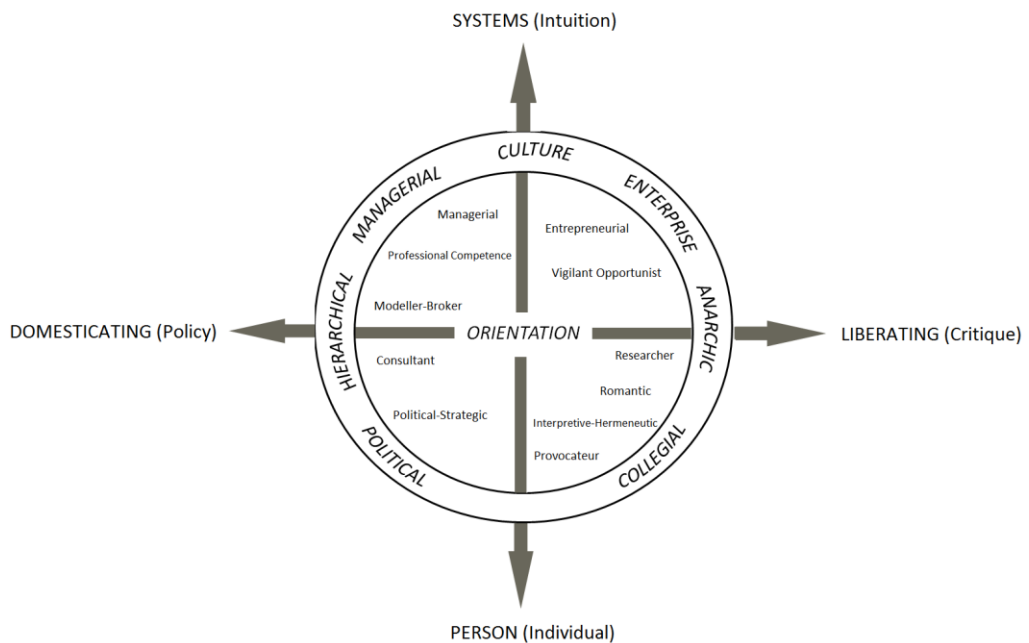 SYSTEMS (Intuition)
CULTURE
MANAGERIAL
ENTERPRISE
Managerial
Entrepreneurial
Professional Competence
Vigilant Opportunist
HIERARCHICAL
ANARCHIC
Modeller-Broker
DOMESTICATING (Policy)
ORIENTATION
LIBERATING (Critique)
Consultant
Researcher
Romantic
Political-Strategic
Interpretive-Hermeneutic
Provocateur
POLITICAL
COLLEGIAL
PERSON (Individual)